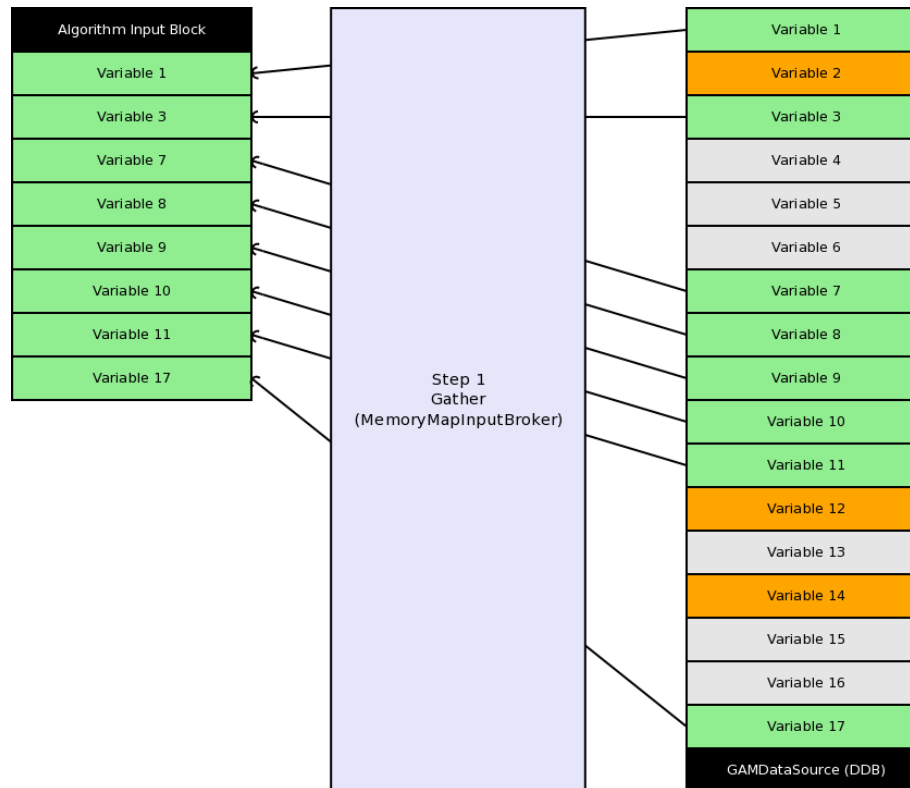 Algorithm Input Block
Variable 1
Variable 3
Variable 7
Variable 8
Variable 9
Variable 10
Variable 11
Variable 17
Step 1
Gather
(MemoryMapInputBroker)
Variable 1
Variable 2
Variable 3
Variable 4
Variable 5
Variable 6
Variable 7
Variable 8
Variable 9
Variable 10
Variable 11
Variable 12
Variable 13
Variable 14
Variable 15
Variable 16
Variable 17
GAMDataSource (DDB)